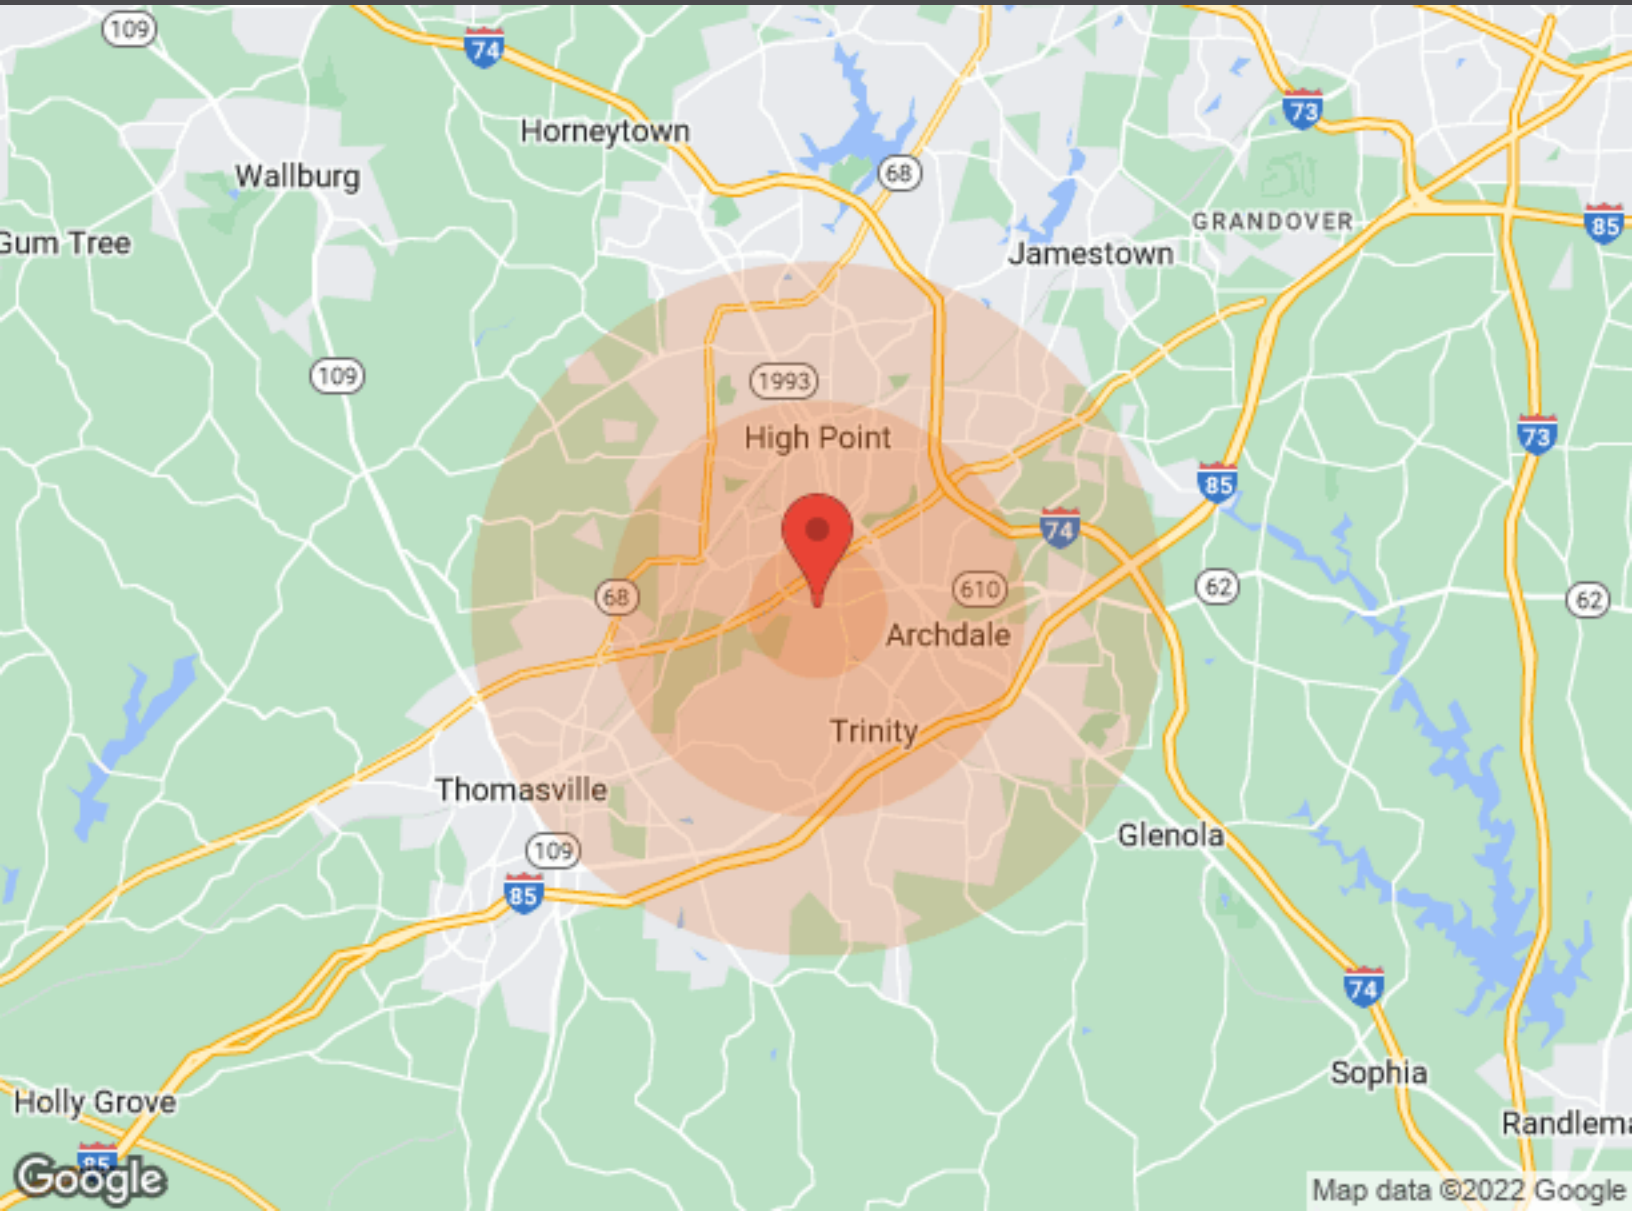 109
74
Horneytown
73
Wallburg
68
GRANDOVER
85
Gum Tree
Jamestown
109
1993
High Point
73
85
74
68
610
62
62
Archdale
Trinity
Thomasville
Glenola
109
85
74
Sophia
Holly Grove
Randlema
85
Google
Map data ©2022 Google